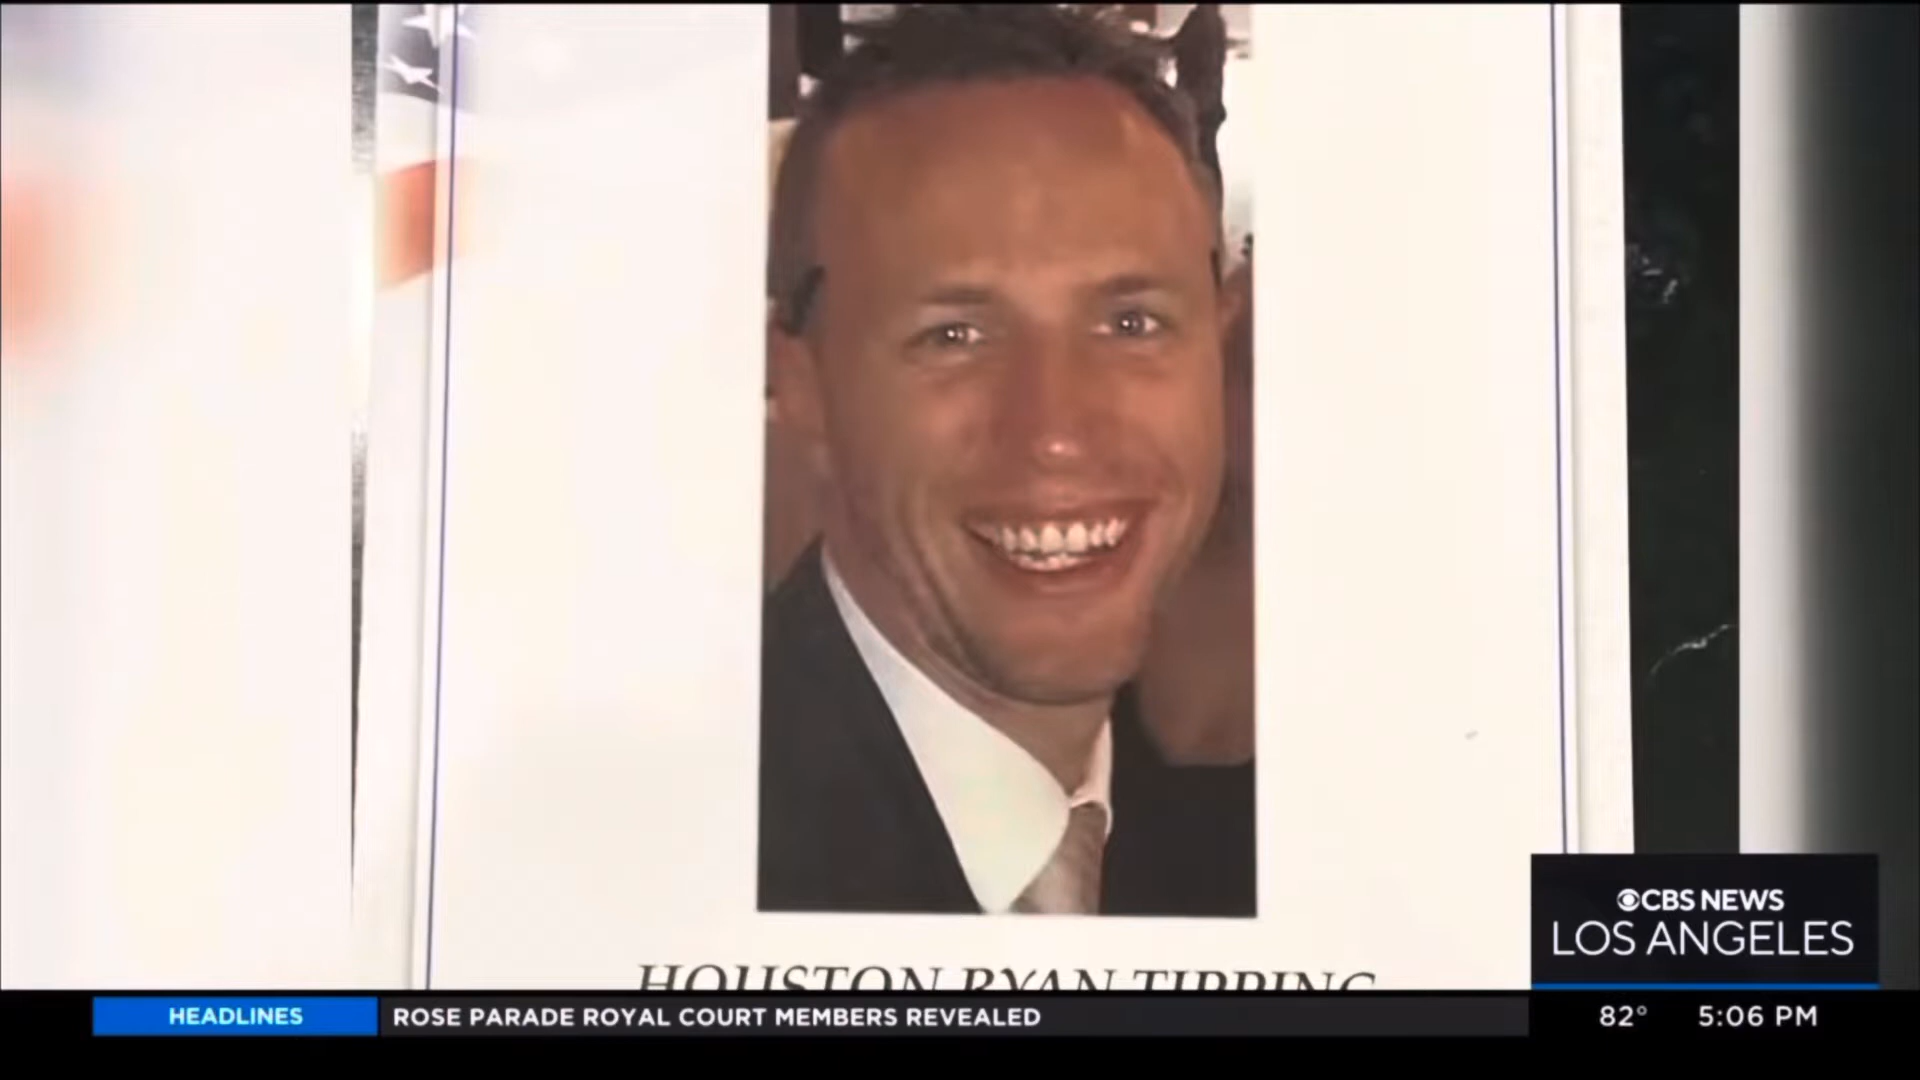 HOUSTON RYAN TIPPING
CBS NEWS
LOS ANGELES
HEADLINES
ROSE PARADE ROYAL COURT MEMBERS REVEALED
82° 5:06 PM